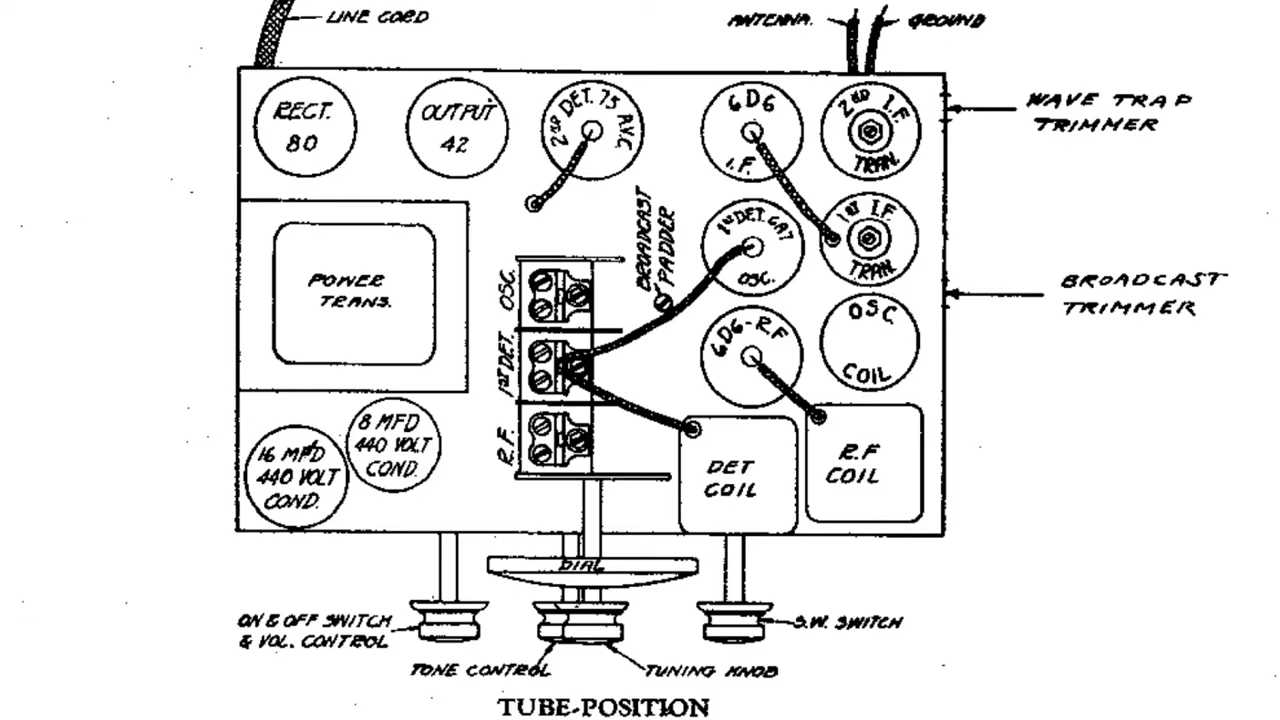 LINE CORD
ANTENNA.
GROUND
RECT.
80
OUTPUT
42
2ND DET. 75 AVC.
6D6
I.F.
2ND I.F.
TRAN.
WAVE TRAP
TRIMMER
BROADCAST
PADDER
1ST DET. 6A7
OSC.
1ST I.F.
TRAN.
POWER
TRANS.
OSC.
1ST DET.
R.F.
BROADCAST
TRIMMER
6D6-R.F
OSC.
COIL
8 MFD
440 VOLT
COND.
16 MFD
440 VOLT
COND.
DET
COIL
R.F
COIL
DIAL
ON & OFF SWITCH
& VOL. CONTROL
S.W. SWITCH
TONE CONTROL
TUNING KNOB
TUBE-POSITION